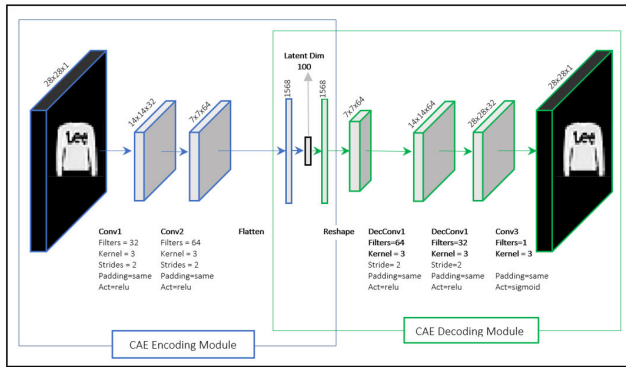 Latent Dim
100
28x28x1
14x14x32
7x7x64
1568
1568
7x7x64
14x14x64
28x28x32
28x28x1
Lee
Lee
Conv1
Filters = 32
Kernel = 3
Strides = 2
Padding=same
Act=relu
Conv2
Filters = 64
Kernel = 3
Strides = 2
Padding=same
Act=relu
Flatten
Reshape
DecConv1
Filters=64
Kernel = 3
Stride= 2
Padding=same
Act=relu
DecConv1
Filters=32
Kernel = 3
Stride=2
Padding=same
Act=relu
Conv3
Filters=1
Kernel = 3
Padding=same
Act=sigmoid
CAE Encoding Module
CAE Decoding Module